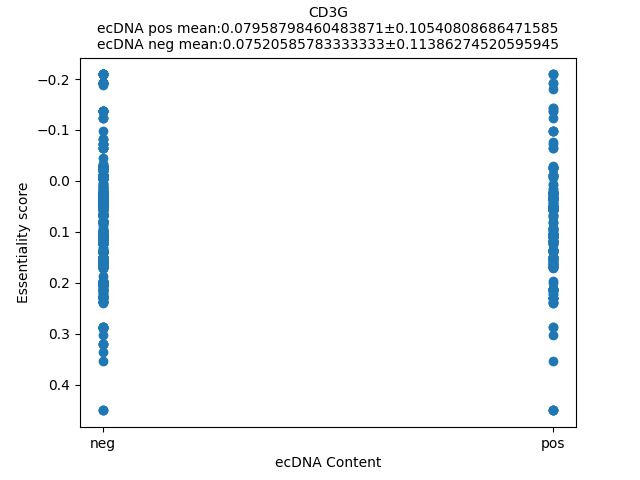 CD3G
ecDNA pos mean:0.07958798460483871±0.10540808686471585
ecDNA neg mean:0.07520585783333333±0.11386274520595945
Essentiality score
−0.2
−0.1
0.0
0.1
0.2
0.3
0.4
neg
pos
ecDNA Content